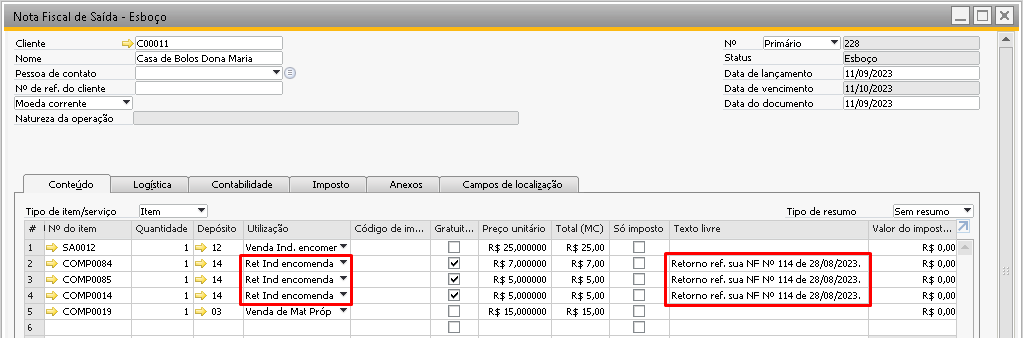 Nota Fiscal de Saída - Esboço
Cliente C00011 Nº Primário 228
Nome Casa de Bolos Dona Maria Status Esboço
Pessoa de contato Data de lançamento 11/09/2023
Nº de ref. do cliente Data de vencimento 11/10/2023
Moeda corrente Data do documento 11/09/2023
Natureza da operação
Conteúdo Logística Contabilidade Imposto Anexos Campos de localização
Tipo de item/serviço Item Tipo de resumo Sem resumo
# Nº do item Quantidade Depósito Utilização Código de im... Gratuit... Preço unitário Total (MC) Só imposto Texto livre Valor do impost...
1 SA0012 1 12 Venda Ind. encomer R$ 25,000000 R$ 25,00 R$ 0,00
2 COMP0084 1 14 Ret Ind encomenda R$ 7,000000 R$ 7,00 Retorno ref. sua NF Nº 114 de 28/08/2023. R$ 0,00
3 COMP0085 1 14 Ret Ind encomenda R$ 5,000000 R$ 5,00 Retorno ref. sua NF Nº 114 de 28/08/2023. R$ 0,00
4 COMP0014 1 14 Ret Ind encomenda R$ 5,000000 R$ 5,00 Retorno ref. sua NF Nº 114 de 28/08/2023. R$ 0,00
5 COMP0019 1 03 Venda de Mat Próp R$ 15,000000 R$ 15,00 R$ 0,00
6